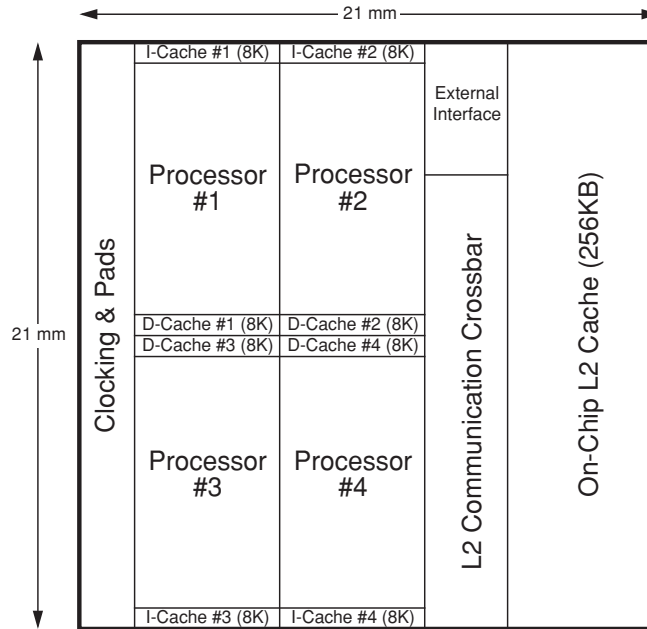 21 mm
I-Cache #1 (8K)
I-Cache #2 (8K)
External
Interface
Processor
#1
Processor
#2
Clocking & Pads
L2 Communication Crossbar
On-Chip L2 Cache (256KB)
21 mm
D-Cache #1 (8K)
D-Cache #2 (8K)
D-Cache #3 (8K)
D-Cache #4 (8K)
Processor
#3
Processor
#4
I-Cache #3 (8K)
I-Cache #4 (8K)